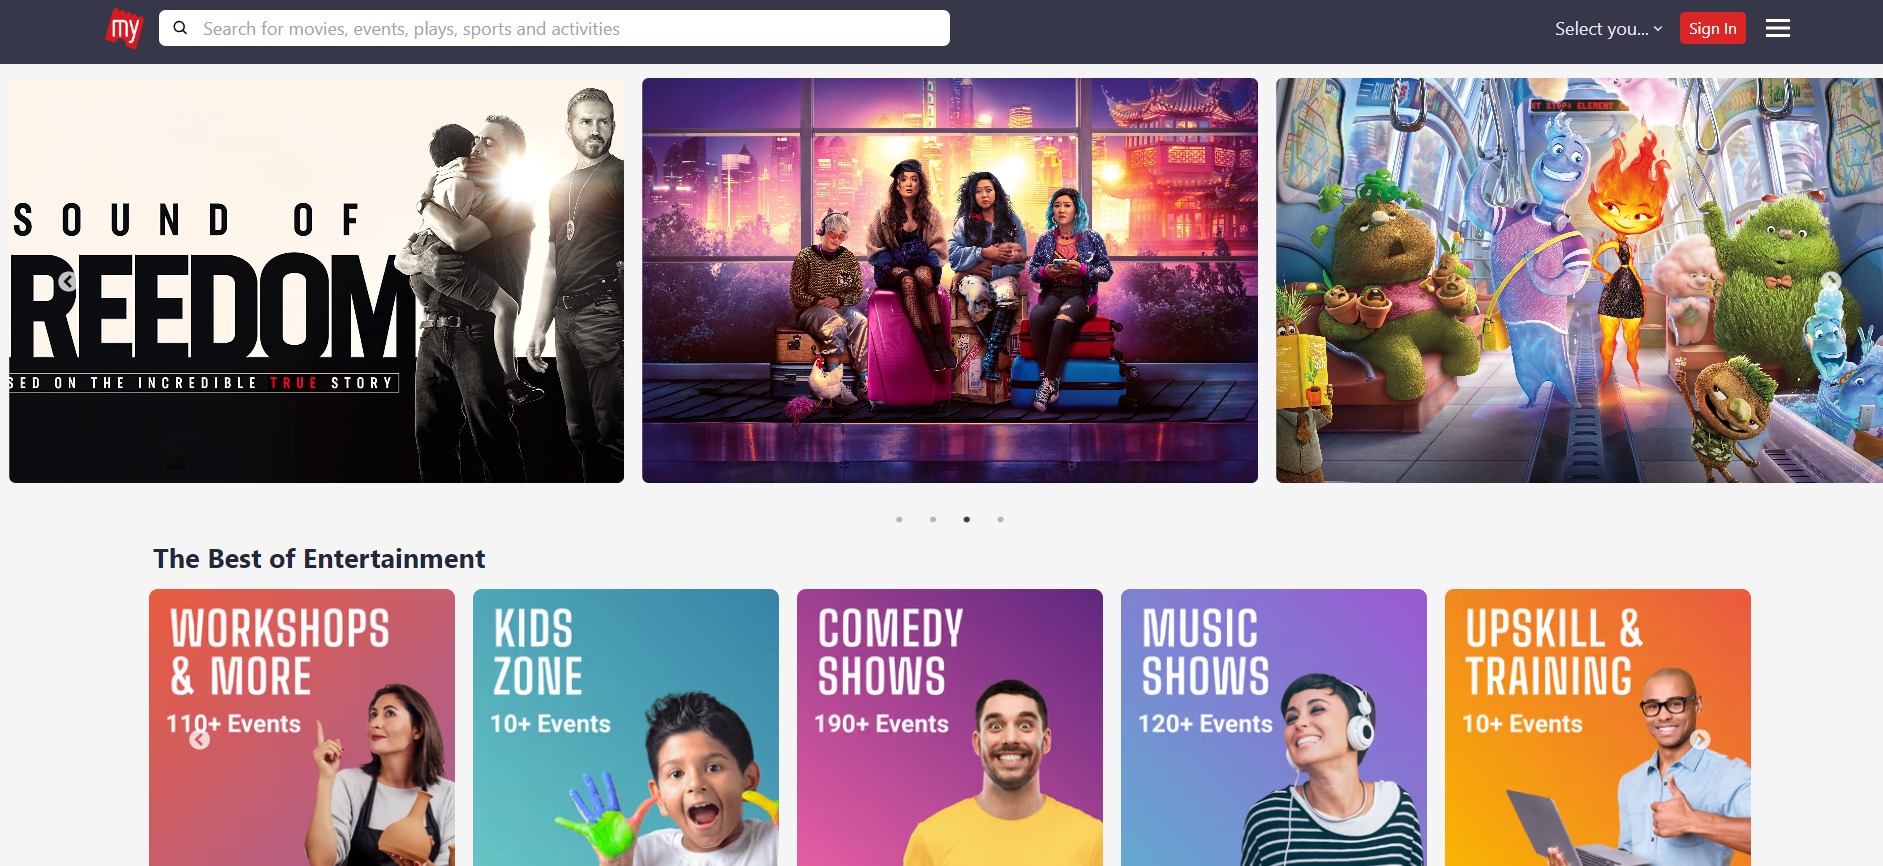 my
Search for movies, events, plays, sports and activities
Select you...
Sign In
SOUND OF
REEDOM
SED ON THE INCREDIBLE TRUE STORY
XT STOP: ELEMENT
The Best of Entertainment
WORKSHOPS
& MORE
110+ Events
KIDS
ZONE
10+ Events
COMEDY
SHOWS
190+ Events
MUSIC
SHOWS
120+ Events
UPSKILL &
TRAINING
10+ Events